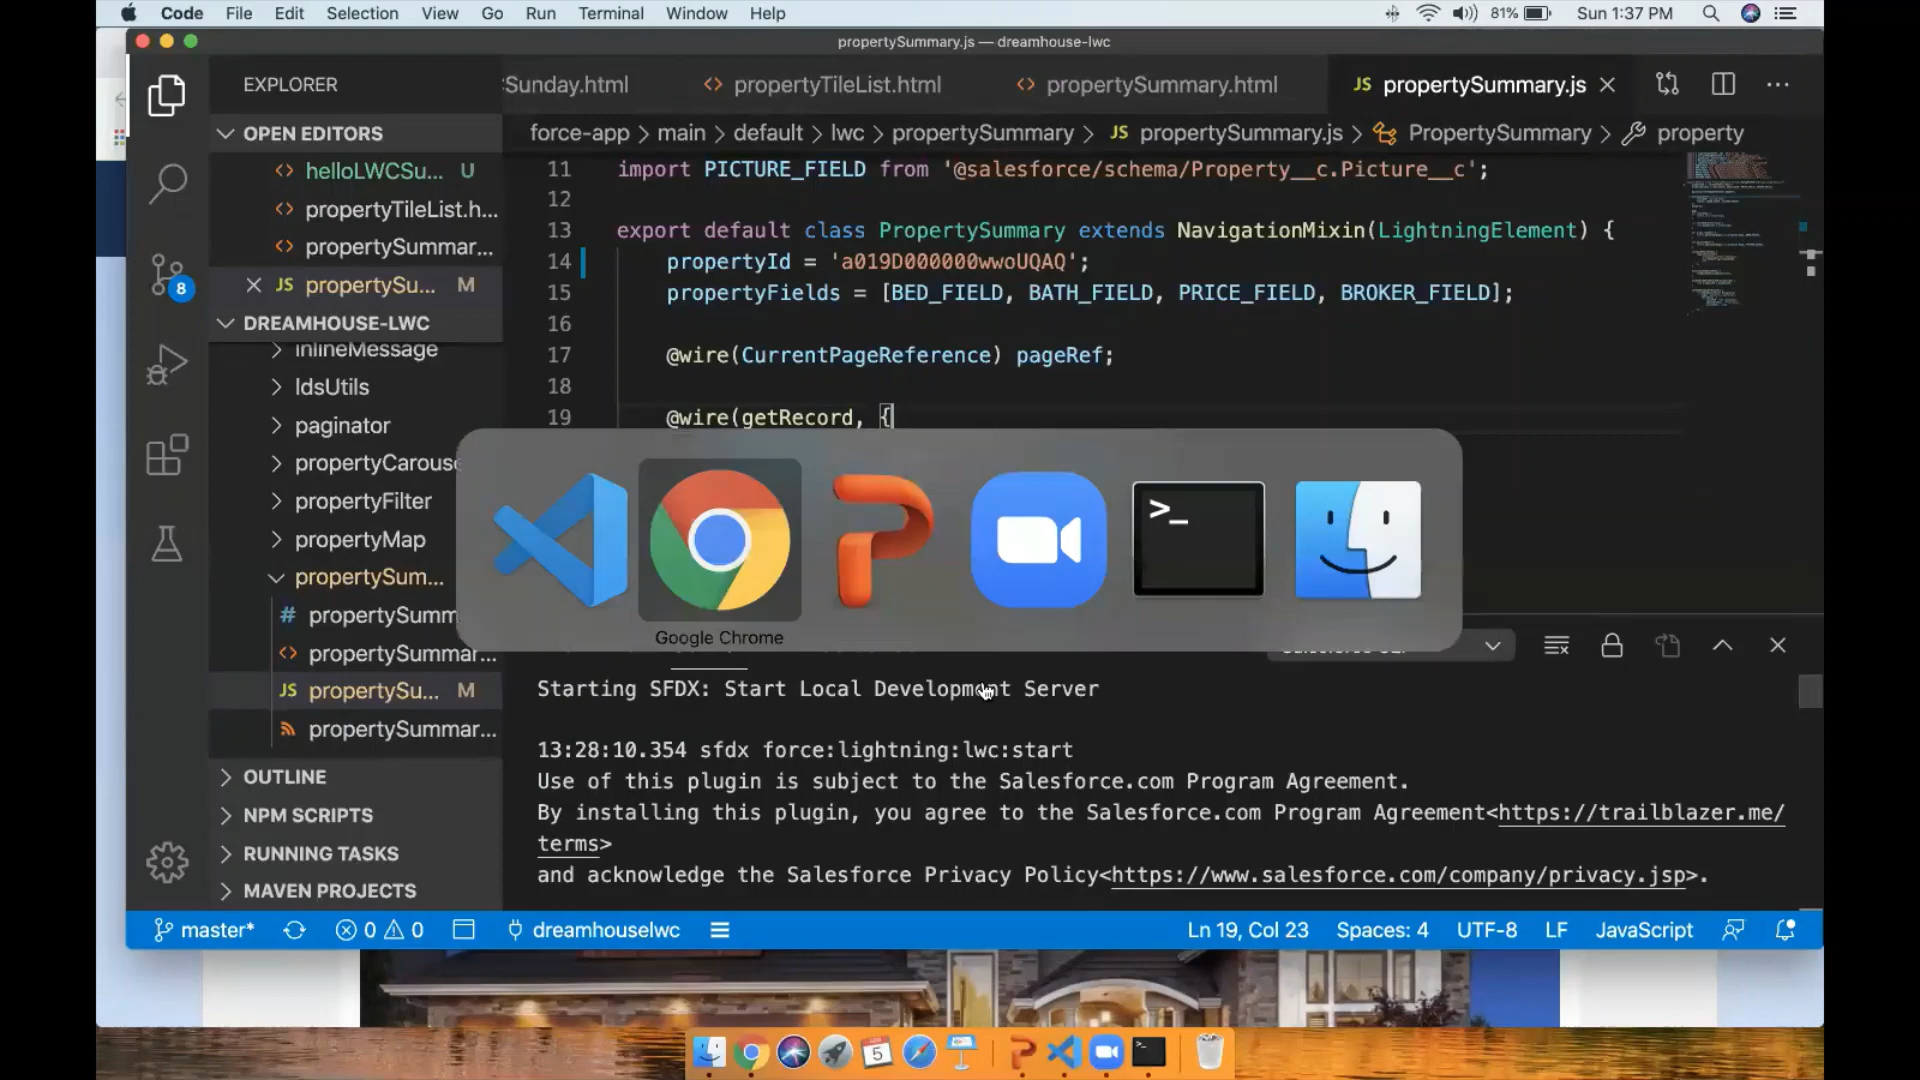 Code File Edit Selection View Go Run Terminal Window Help
81% Sun 1:37 PM
propertySummary.js — dreamhouse-lwc
EXPLORER
Sunday.html propertyTileList.html propertySummary.html JS propertySummary.js
OPEN EDITORS
force-app > main > default > lwc > propertySummary > JS propertySummary.js > PropertySummary > property
helloLWCSu... U
propertyTileList.h...
propertySummar...
JS propertySu... M
8
DREAMHOUSE-LWC
inlineMessage
ldsUtils
paginator
propertyCarouse
propertyFilter
propertyMap
propertySum...
# propertySumm
propertySummar...
JS propertySu... M
propertySummar...
OUTLINE
NPM SCRIPTS
RUNNING TASKS
MAVEN PROJECTS
11 import PICTURE_FIELD from '@salesforce/schema/Property__c.Picture__c';
12
13 export default class PropertySummary extends NavigationMixin(LightningElement) {
14 propertyId = 'a019D000000wwoUQAQ';
15 propertyFields = [BED_FIELD, BATH_FIELD, PRICE_FIELD, BROKER_FIELD];
16
17 @wire(CurrentPageReference) pageRef;
18
19 @wire(getRecord, {
>_
Google Chrome
Starting SFDX: Start Local Development Server
13:28:10.354 sfdx force:lightning:lwc:start
Use of this plugin is subject to the Salesforce.com Program Agreement.
By installing this plugin, you agree to the Salesforce.com Program Agreement<https://trailblazer.me/
terms>
and acknowledge the Salesforce Privacy Policy<https://www.salesforce.com/company/privacy.jsp>.
master* 0 0 dreamhouselwc Ln 19, Col 23 Spaces: 4 UTF-8 LF JavaScript
5